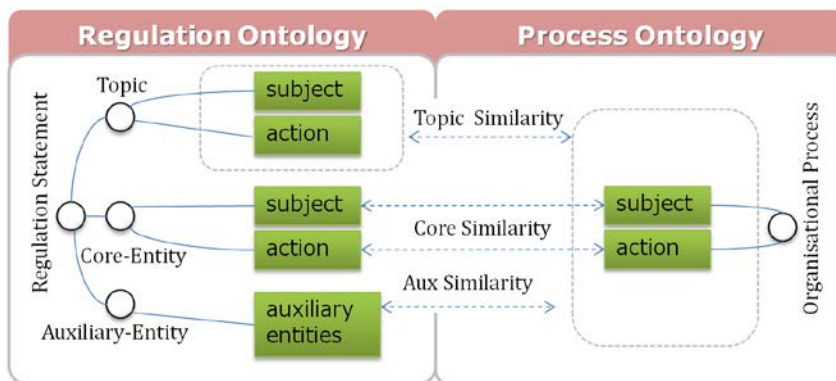 Regulation Ontology
Process Ontology
Topic
subject
action
Topic Similarity
Regulation Statement
Core-Entity
subject
action
Core Similarity
subject
action
Organisational Process
Auxiliary-Entity
auxiliary
entities
Aux Similarity